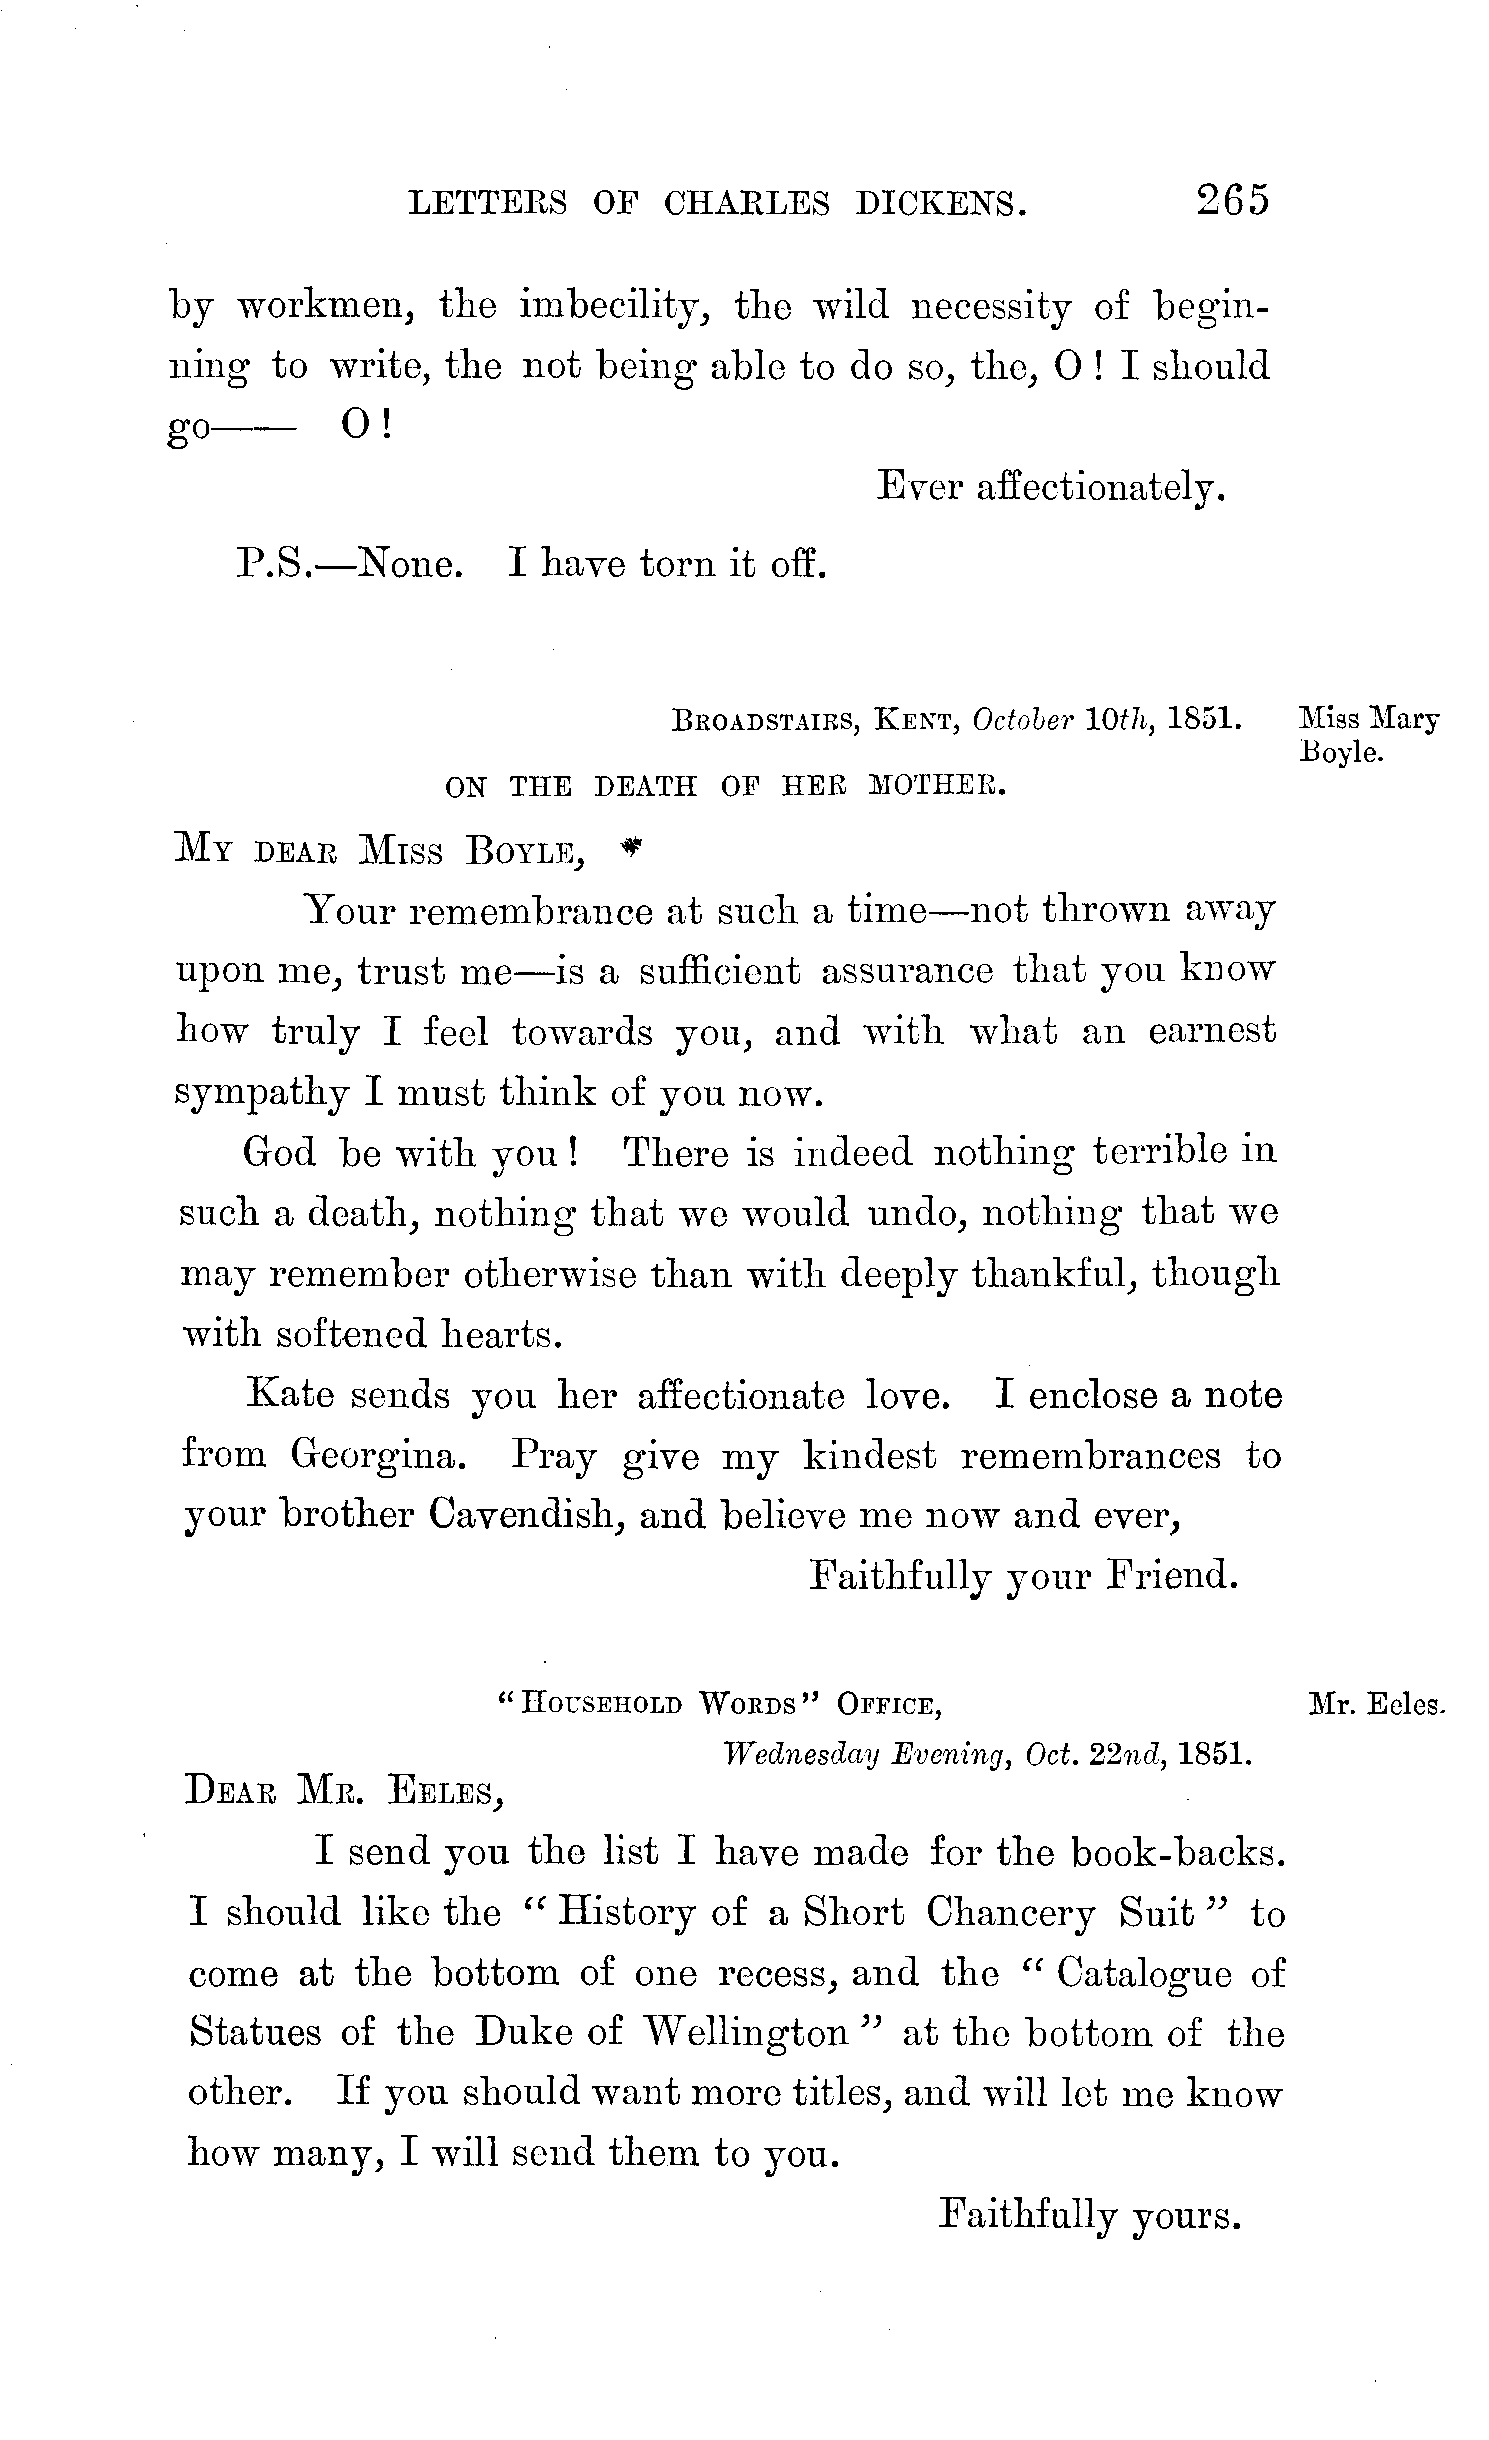 LETTERS OF CHARLES DICKENS. 265
by workmen, the imbecility, the wild necessity of begin-
ning to write, the not being able to do so, the, O! I should
go—— O!
Ever affectionately.
P.S.—None. I have torn it off.
BROADSTAIRS, KENT, October 10th, 1851.
Miss Mary
Boyle.
ON THE DEATH OF HER MOTHER.
MY DEAR MISS BOYLE,
Your remembrance at such a time—not thrown away
upon me, trust me—is a sufficient assurance that you know
how truly I feel towards you, and with what an earnest
sympathy I must think of you now.
God be with you! There is indeed nothing terrible in
such a death, nothing that we would undo, nothing that we
may remember otherwise than with deeply thankful, though
with softened hearts.
Kate sends you her affectionate love. I enclose a note
from Georgina. Pray give my kindest remembrances to
your brother Cavendish, and believe me now and ever,
Faithfully your Friend.
"HOUSEHOLD WORDS" OFFICE,
Mr. Eeles.
Wednesday Evening, Oct. 22nd, 1851.
DEAR MR. EELES,
I send you the list I have made for the book-backs.
I should like the "History of a Short Chancery Suit" to
come at the bottom of one recess, and the "Catalogue of
Statues of the Duke of Wellington" at the bottom of the
other. If you should want more titles, and will let me know
how many, I will send them to you.
Faithfully yours.